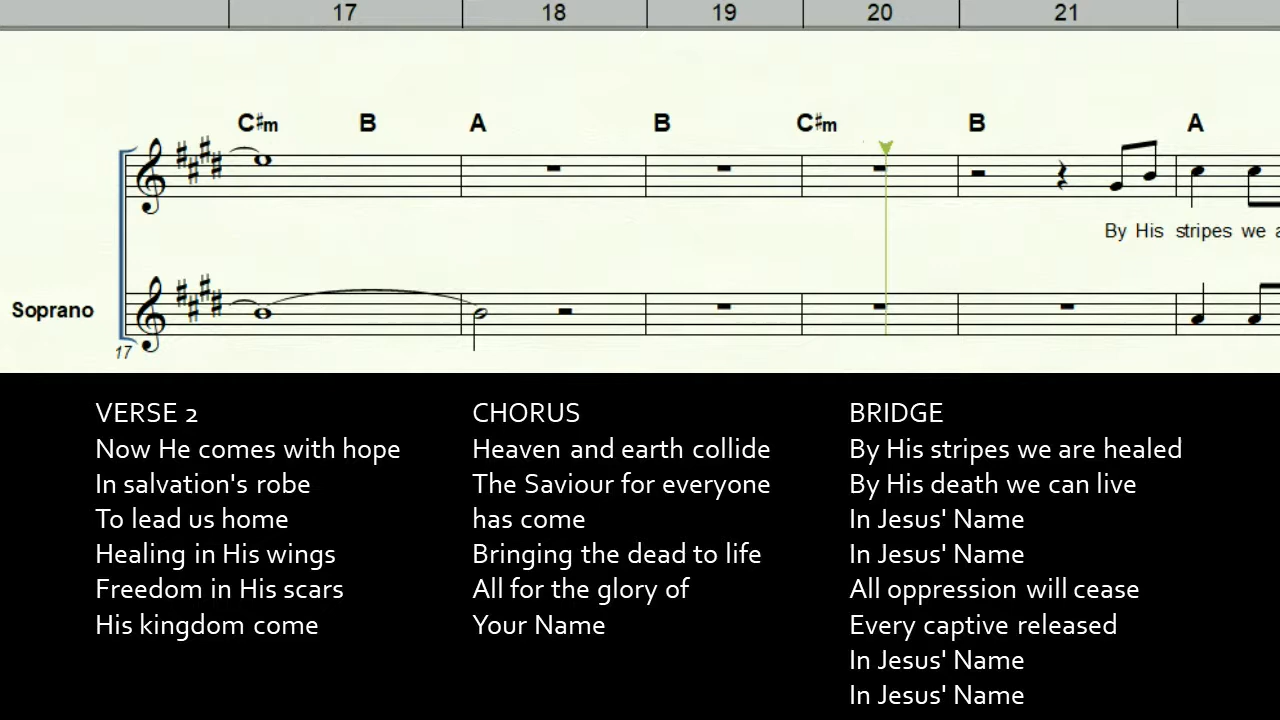 17 18 19 20 21
C♯m B A B C♯m B A
By His stripes we a
Soprano
17
VERSE 2
Now He comes with hope
In salvation's robe
To lead us home
Healing in His wings
Freedom in His scars
His kingdom come
CHORUS
Heaven and earth collide
The Saviour for everyone
has come
Bringing the dead to life
All for the glory of
Your Name
BRIDGE
By His stripes we are healed
By His death we can live
In Jesus' Name
In Jesus' Name
All oppression will cease
Every captive released
In Jesus' Name
In Jesus' Name